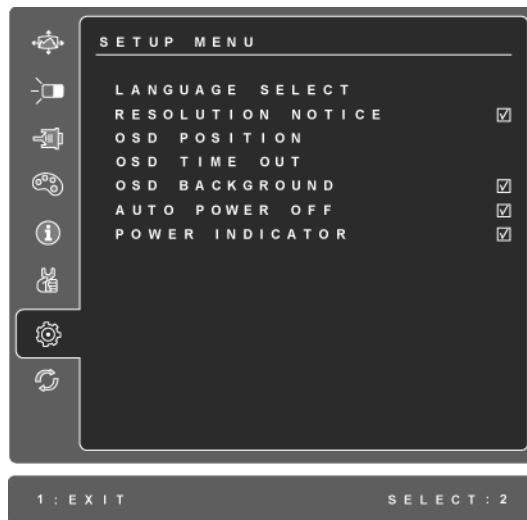 SETUP MENU
LANGUAGE SELECT
RESOLUTION NOTICE
OSD POSITION
OSD TIME OUT
OSD BACKGROUND
AUTO POWER OFF
POWER INDICATOR
1:EXIT SELECT:2